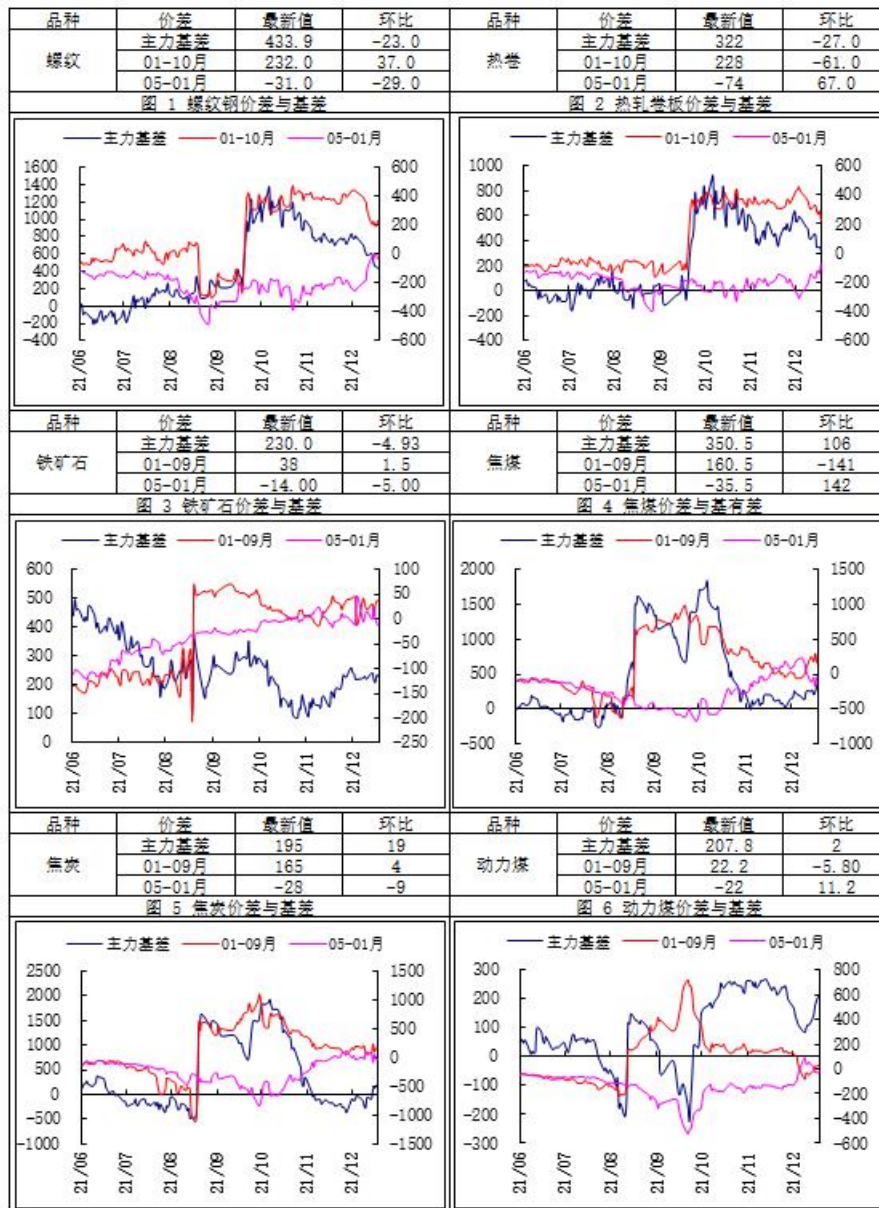 品种 价差 最新值 环比
螺纹 主力基差 433.9 -23.0
01-10月 232.0 37.0
05-01月 -31.0 -29.0
图 1 螺纹钢价差与基差
主力基差 01-10月 05-01月
1600 1400 1200 1000 800 600 400 200 0 -200 -400
600 400 200 0 -200 -400 -600
21/06 21/07 21/08 21/09 21/10 21/11 21/12
品种 价差 最新值 环比
热卷 主力基差 322 -27.0
01-10月 228 -61.0
05-01月 -74 67.0
图 2 热轧卷板价差与基差
主力基差 01-10月 05-01月
1000 800 600 400 200 0 -200 -400
600 400 200 0 -200 -400 -600
21/06 21/07 21/08 21/09 21/10 21/11 21/12
品种 价差 最新值 环比
铁矿石 主力基差 230.0 -4.93
01-09月 38 1.5
05-01月 -14.00 -5.00
图 3 铁矿石价差与基差
主力基差 01-09月 05-01月
600 500 400 300 200 100 0
100 50 0 -50 -100 -150 -200 -250
21/06 21/07 21/08 21/09 21/10 21/11 21/12
品种 价差 最新值 环比
焦煤 主力基差 350.5 106
01-09月 160.5 -141
05-01月 -35.5 142
图 4 焦煤价差与基有差
主力基差 01-09月 05-01月
2000 1500 1000 500 0 -500
1500 1000 500 0 -500 -1000
21/06 21/07 21/08 21/09 21/10 21/11 21/12
品种 价差 最新值 环比
焦炭 主力基差 195 19
01-09月 165 4
05-01月 -28 -9
图 5 焦炭价差与基差
主力基差 01-09月 05-01月
2500 2000 1500 1000 500 0 -500 -1000
1500 1000 500 0 -500 -1000 -1500
21/06 21/07 21/08 21/09 21/10 21/11 21/12
品种 价差 最新值 环比
动力煤 主力基差 207.8 2
01-09月 22.2 -5.80
05-01月 -22 11.2
图 6 动力煤价差与基差
主力基差 01-09月 05-01月
300 200 100 0 -100 -200 -300
800 600 400 200 0 -200 -400 -600
21/06 21/07 21/08 21/09 21/10 21/11 21/12